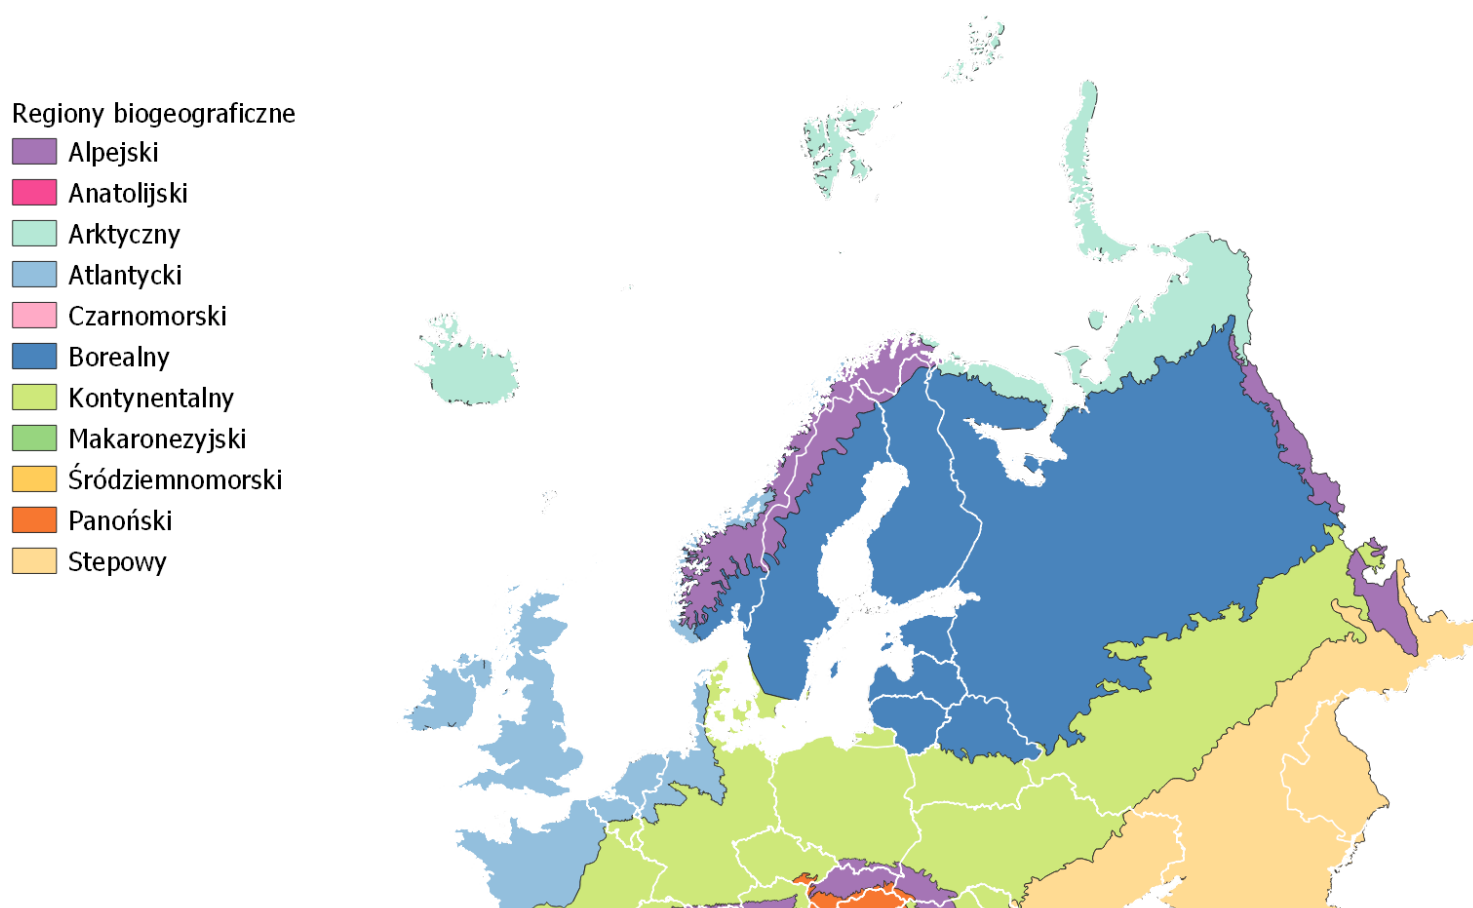 Regiony biogeograficzne
Alpejski
Anatolijski
Arktyczny
Atlantycki
Czarnomorski
Borealny
Kontynentalny
Makaronezyjski
Śródziemnomorski
Panoński
Stepowy